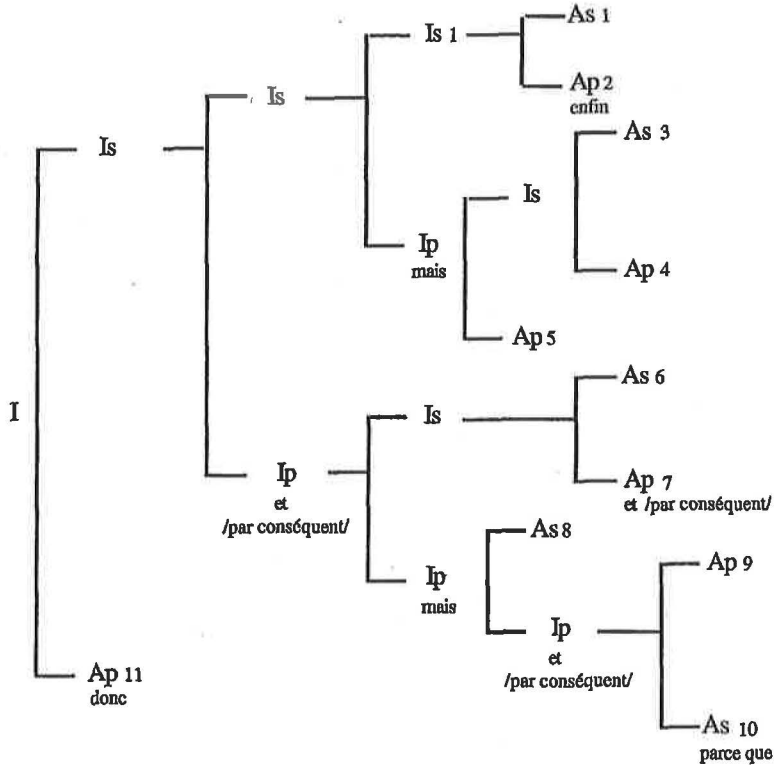 As 1
Is 1
Ap 2
enfin
Is
As 3
Is
Is
Ip
mais
Ap 4
Ap 5
As 6
I
Is
Ip
et
/par conséquent/
Ap 7
et /par conséquent/
As 8
Ap 9
Ip
mais
Ip
et
/par conséquent/
Ap 11
donc
As 10
parce que